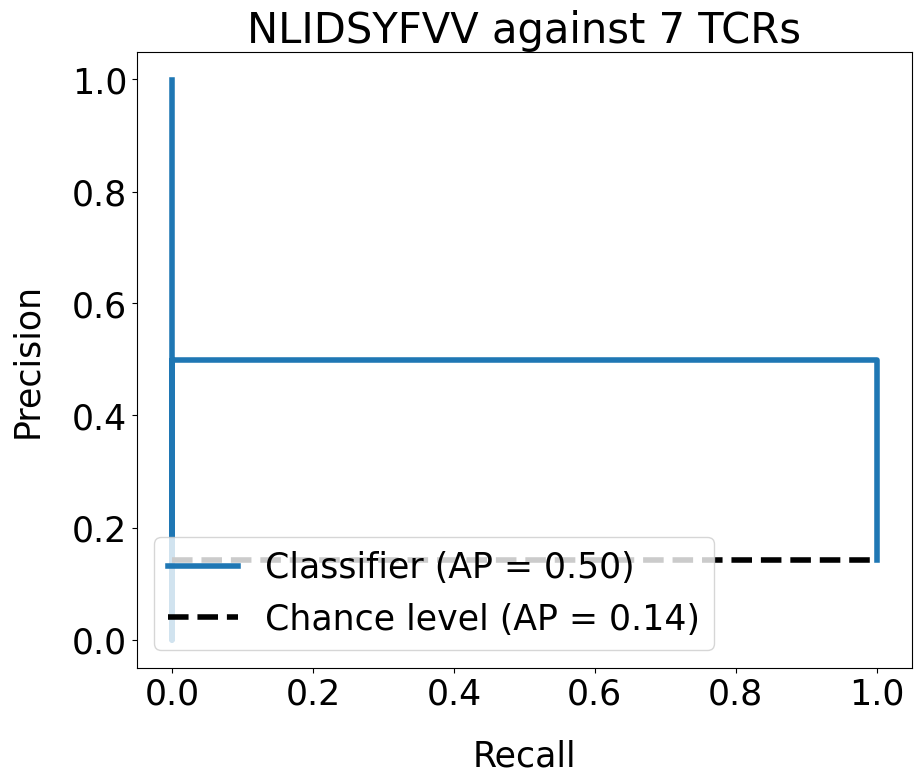 NLIDSYFVV against 7 TCRs
1.0
0.8
0.6
0.4
0.2
0.0
Precision
Classifier (AP = 0.50)
Chance level (AP = 0.14)
0.0 0.2 0.4 0.6 0.8 1.0
Recall